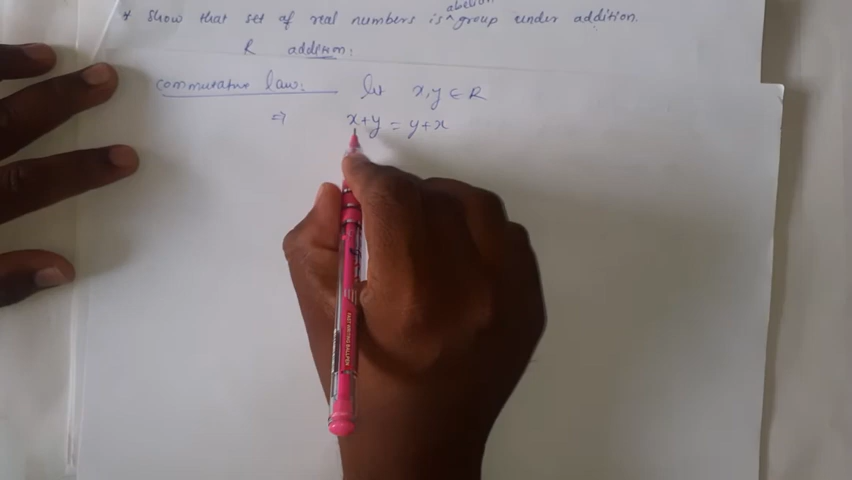 * Show that set of real numbers is ^ abelian group under addition.
R addition:
Commutative law: let x,y ∈ R
⇒ x+y = y+x